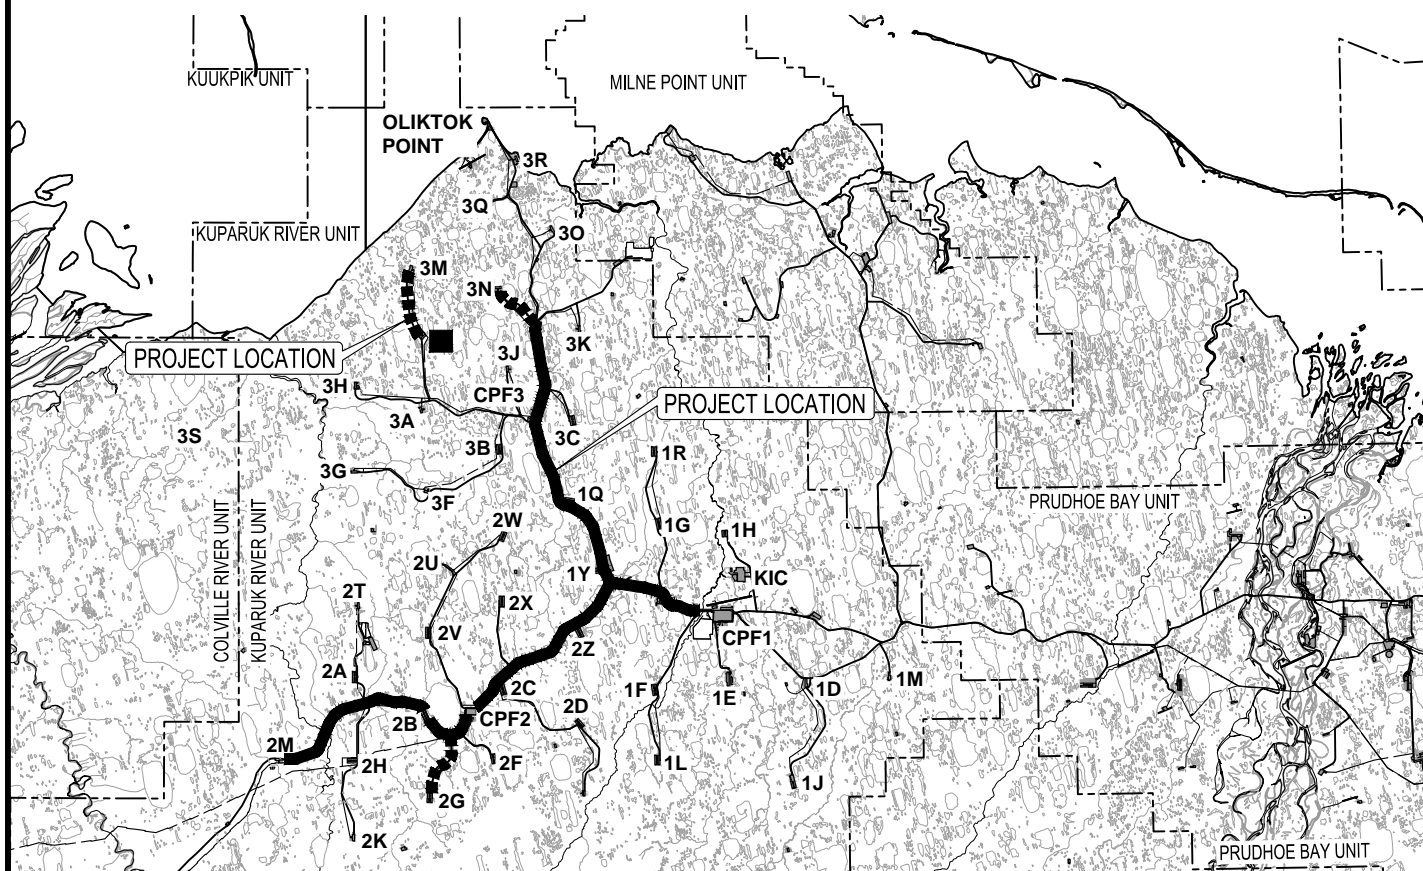 KUUKPIK UNIT
MILNE POINT UNIT
OLIKTOK
POINT
3R
3Q
KUPARUK RIVER UNIT
3O
3M
3N
PROJECT LOCATION
3J
3K
3H
CPF3
PROJECT LOCATION
3A
3C
3S
3B
1R
3G
3F
1Q
PRUDHOE BAY UNIT
2W
1G
1H
COLVILLE RIVER UNIT
KUPARUK RIVER UNIT
2U
1Y
KIC
2T
2X
2V
2Z
CPF1
2A
2C
1F
1E
1D
1M
2B
CPF2
2D
2M
2H
2F
1L
1J
2G
2K
PRUDHOE BAY UNIT